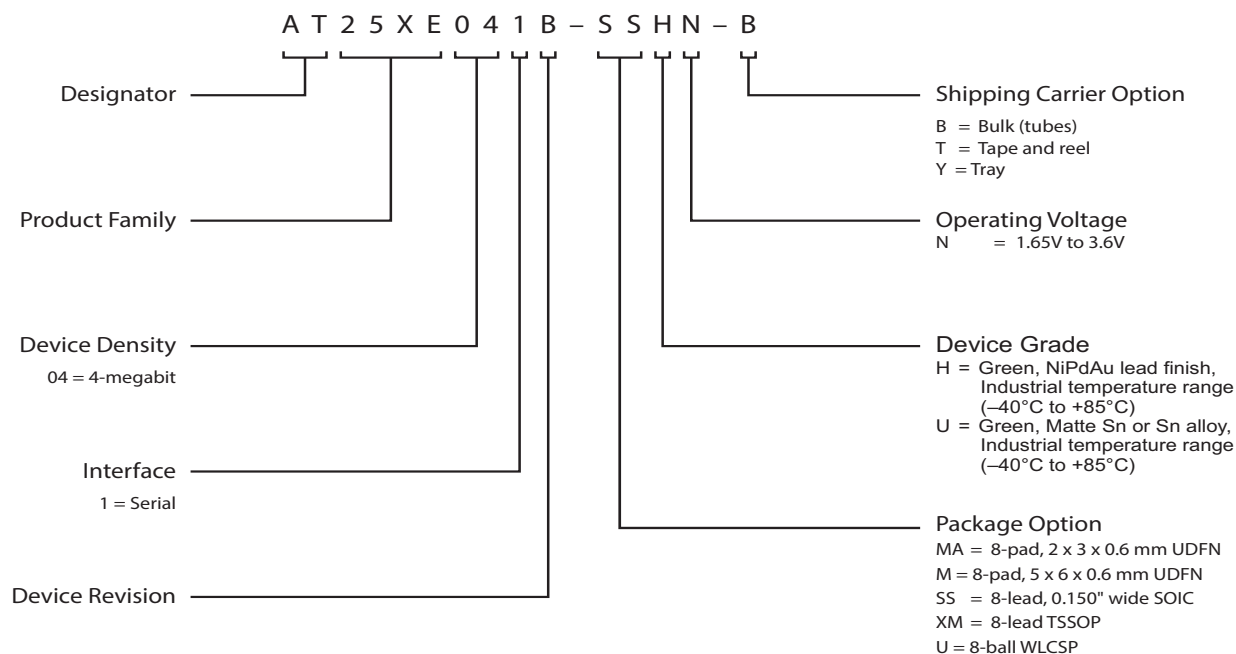 A T 2 5 X E 0 4 1 B – S S H N – B
Designator
Product Family
Device Density
04 = 4-megabit
Interface
1 = Serial
Device Revision
Shipping Carrier Option
B = Bulk (tubes)
T = Tape and reel
Y = Tray
Operating Voltage
N = 1.65V to 3.6V
Device Grade
H = Green, NiPdAu lead finish,
Industrial temperature range
(–40°C to +85°C)
U = Green, Matte Sn or Sn alloy,
Industrial temperature range
(–40°C to +85°C)
Package Option
MA = 8-pad, 2 x 3 x 0.6 mm UDFN
M = 8-pad, 5 x 6 x 0.6 mm UDFN
SS = 8-lead, 0.150" wide SOIC
XM = 8-lead TSSOP
U = 8-ball WLCSP